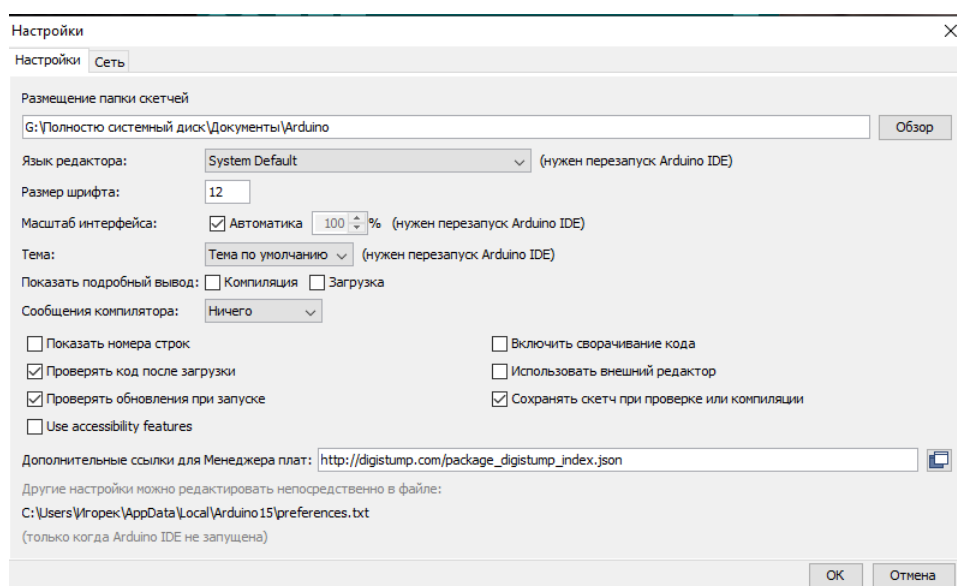 Настройки
Настройки Сеть
Размещение папки скетчей
G:\Полностю системный диск\Документы\Arduino Обзор
Язык редактора: System Default (нужен перезапуск Arduino IDE)
Размер шрифта: 12
Масштаб интерфейса: Автоматика 100 % (нужен перезапуск Arduino IDE)
Тема: Тема по умолчанию (нужен перезапуск Arduino IDE)
Показать подробный вывод: Компиляция Загрузка
Сообщения компилятора: Ничего
Показать номера строк Включить сворачивание кода
Проверять код после загрузки Использовать внешний редактор
Проверять обновления при запуске Сохранять скетч при проверке или компиляции
Use accessibility features
Дополнительные ссылки для Менеджера плат: http://digistump.com/package_digistump_index.json
Другие настройки можно редактировать непосредственно в файле:
C:\Users\Игорек\AppData\Local\Arduino15\preferences.txt
(только когда Arduino IDE не запущена)
OK Отмена